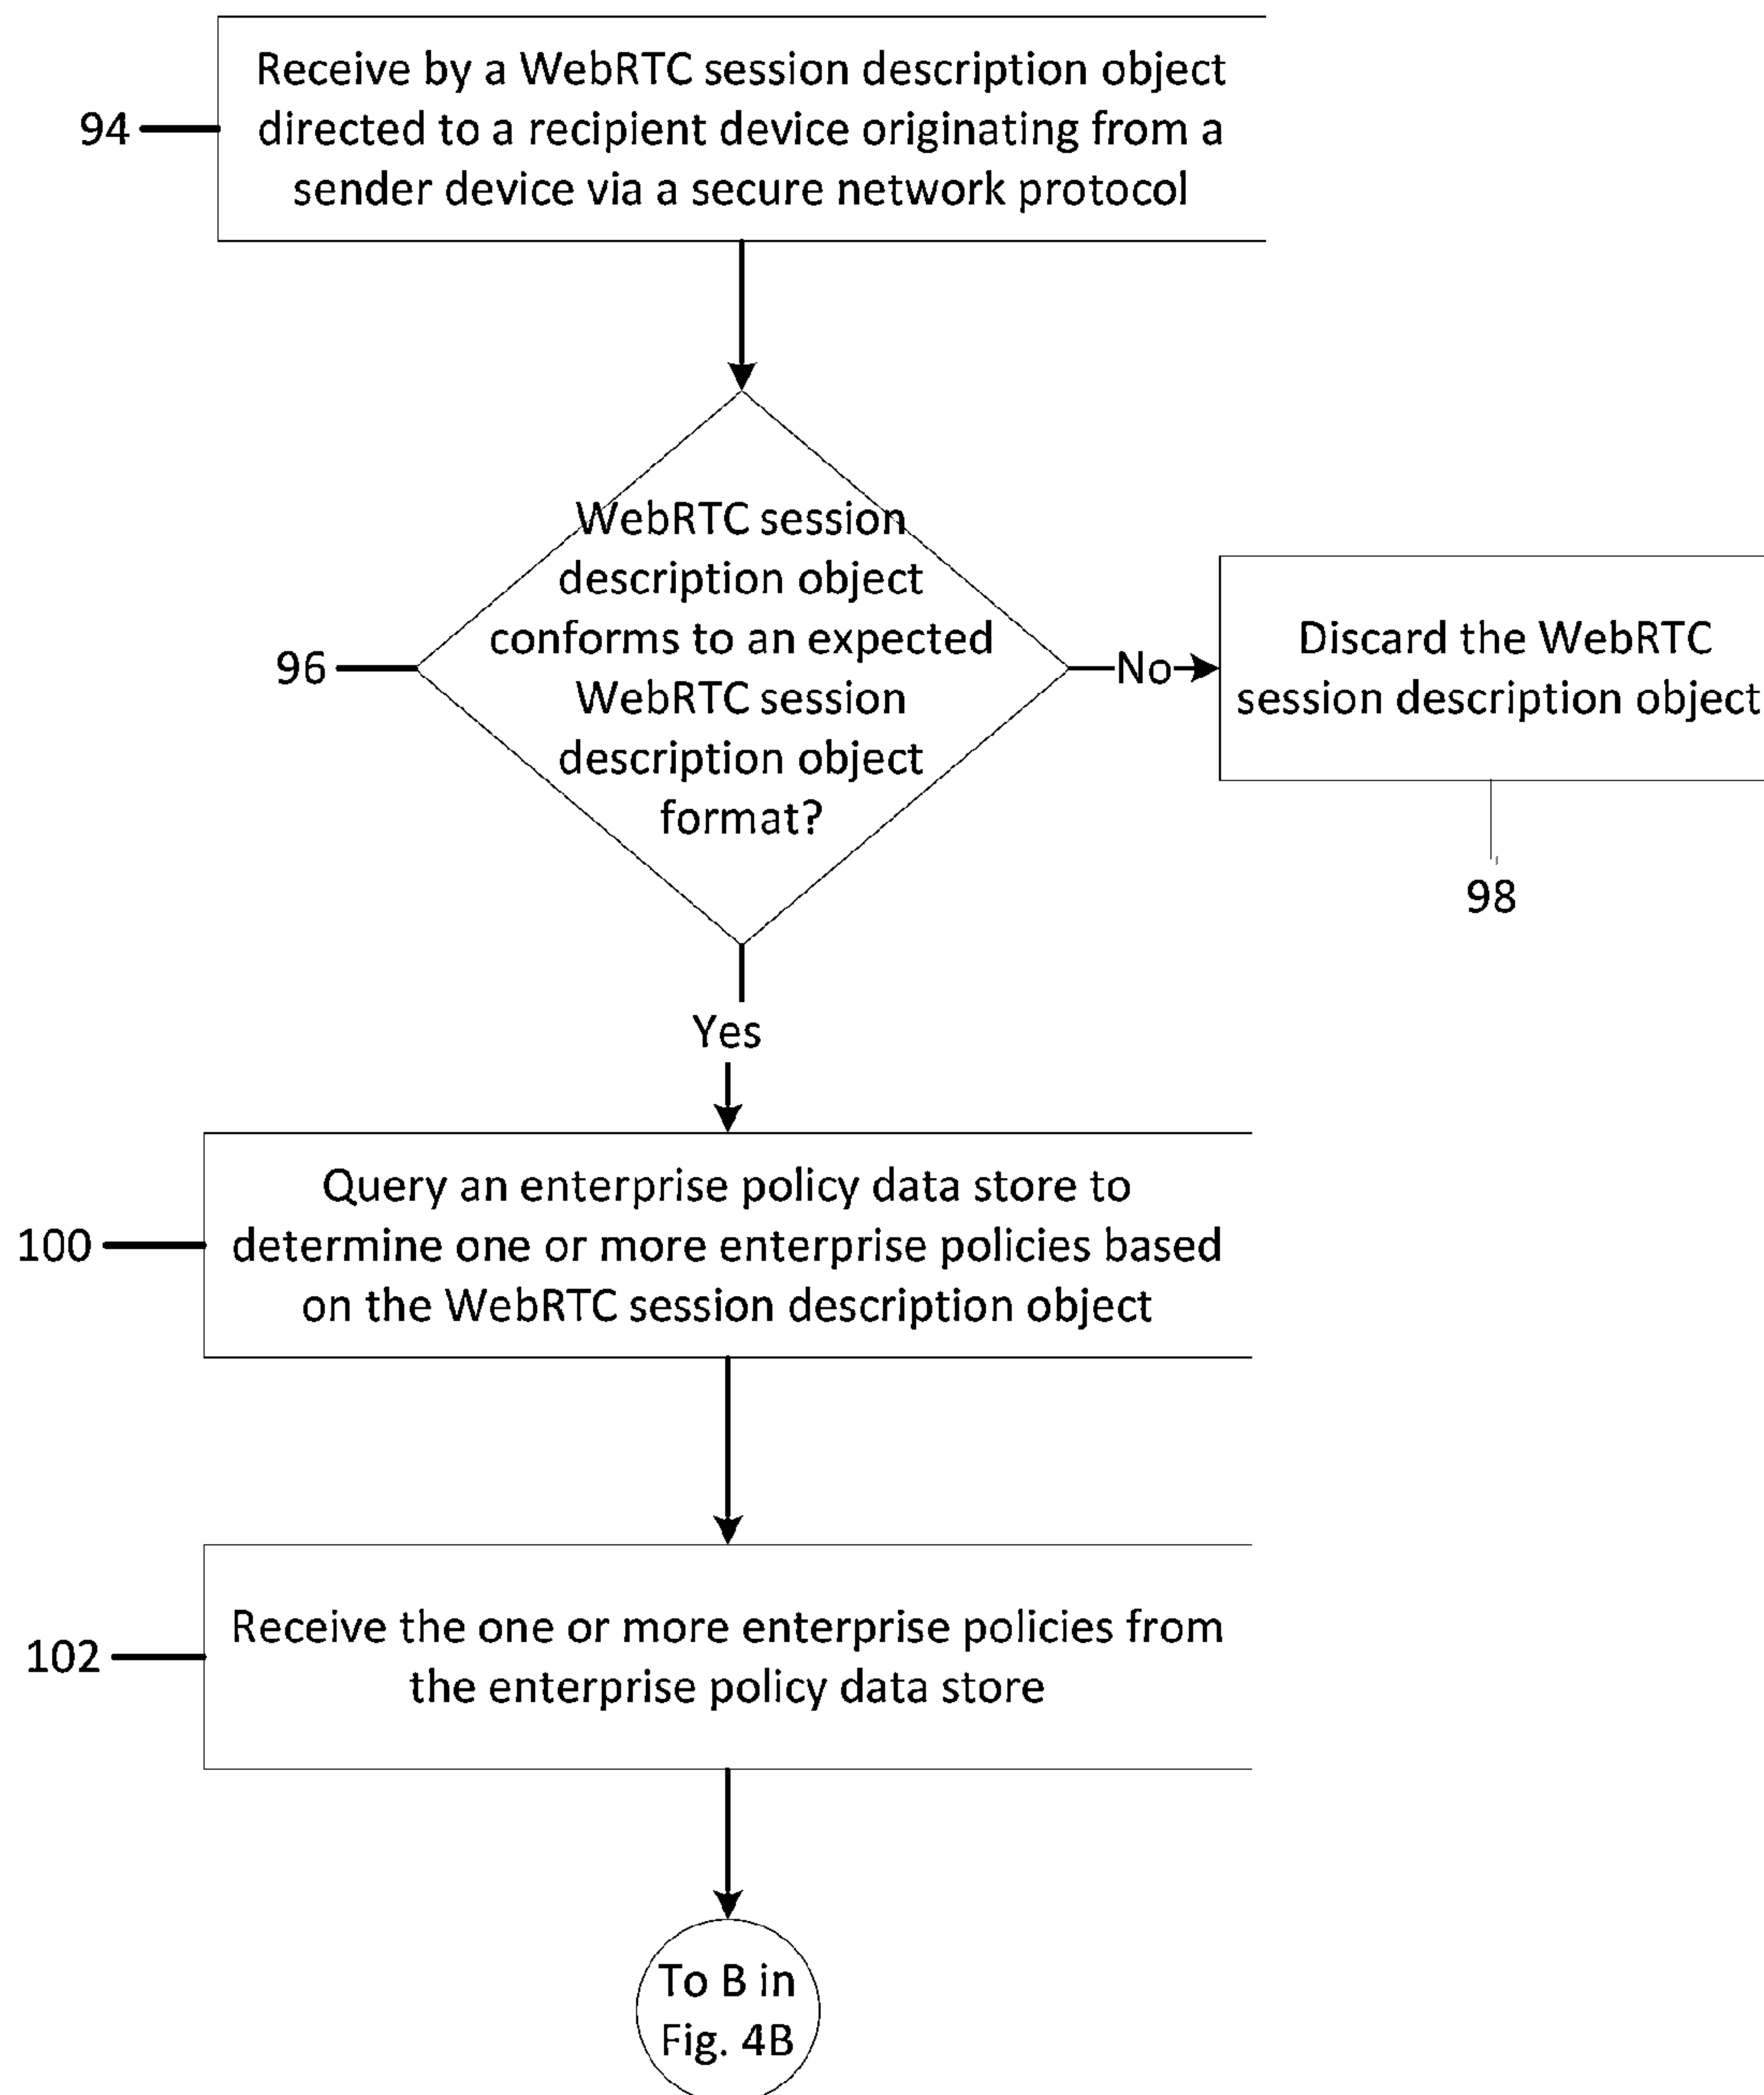 Receive by a WebRTC session description object
directed to a recipient device originating from a
sender device via a secure network protocol
94
WebRTC session
description object
conforms to an expected
WebRTC session
description object
format?
96
No
Discard the WebRTC
session description object
98
Yes
Query an enterprise policy data store to
determine one or more enterprise policies based
on the WebRTC session description object
100
Receive the one or more enterprise policies from
the enterprise policy data store
102
To B in
Fig. 4B